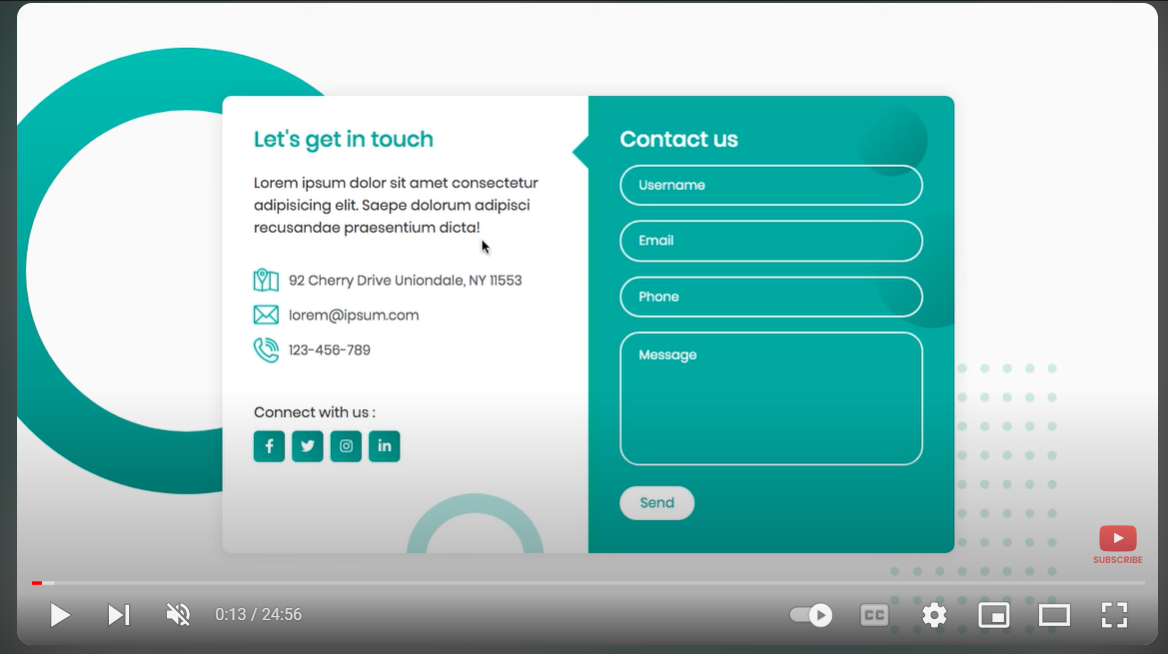 Let's get in touch
Lorem ipsum dolor sit amet consectetur
adipisicing elit. Saepe dolorum adipisci
recusandae praesentium dicta!
92 Cherry Drive Uniondale, NY 11553
lorem@ipsum.com
123-456-789
Connect with us :
f
in
Contact us
Username
Email
Phone
Message
Send
SUBSCRIBE
0:13 / 24:56
CC